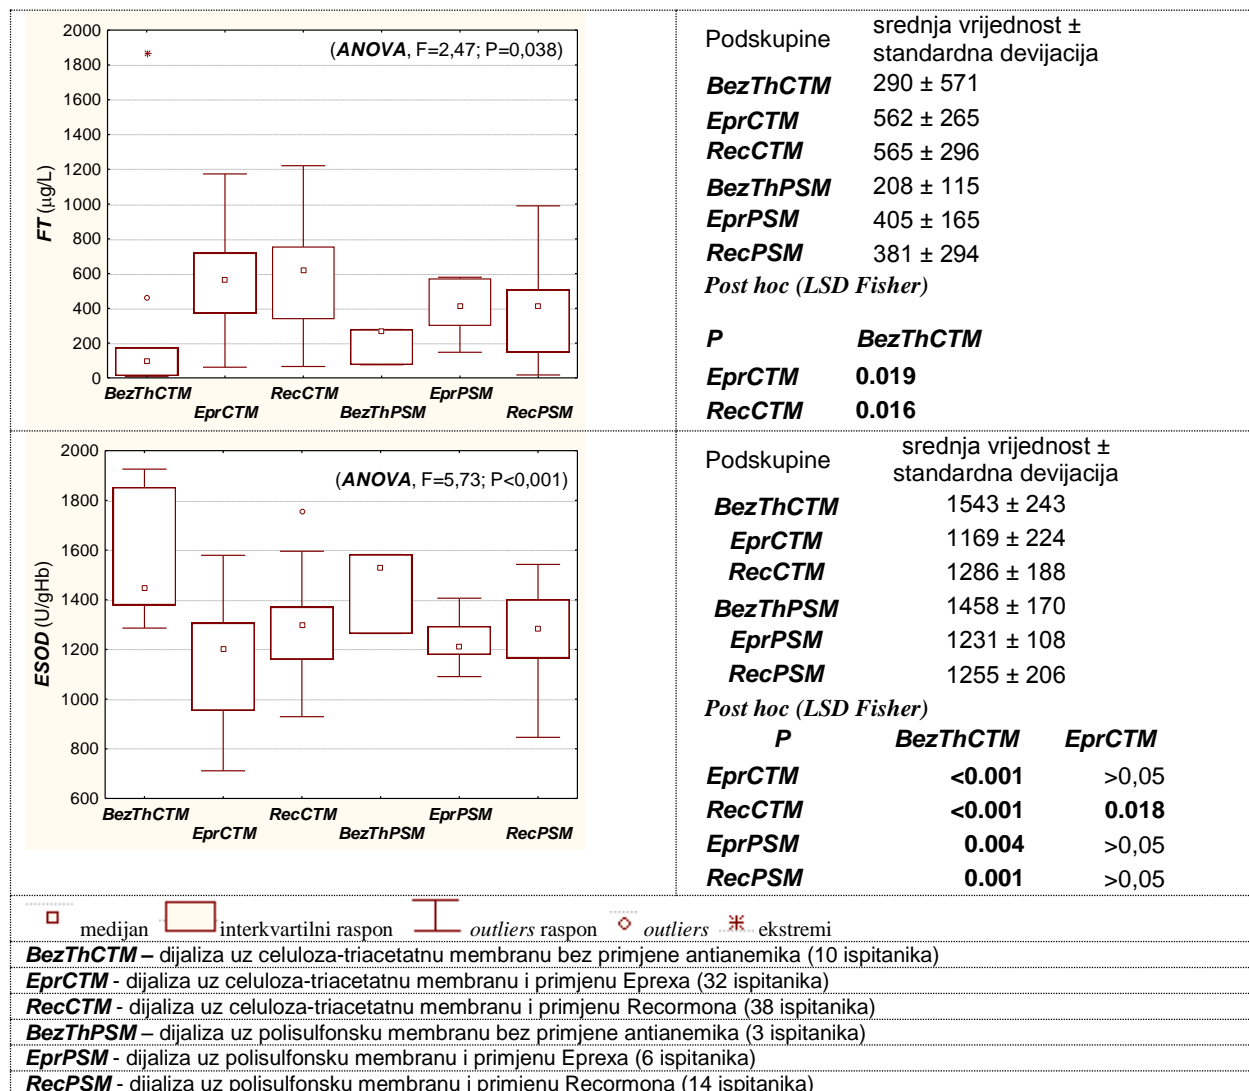 2000
1800
1600
1400
1200
1000
800
600
400
200
0
FT (µg/L)
(ANOVA, F=2,47; P=0,038)
BezThCTM
EprCTM
RecCTM
BezThPSM
EprPSM
RecPSM
Podskupine srednja vrijednost ±
standardna devijacija
BezThCTM 290 ± 571
EprCTM 562 ± 265
RecCTM 565 ± 296
BezThPSM 208 ± 115
EprPSM 405 ± 165
RecPSM 381 ± 294
Post hoc (LSD Fisher)
P BezThCTM
EprCTM 0.019
RecCTM 0.016
2000
1800
1600
1400
1200
1000
800
600
ESOD (U/gHb)
(ANOVA, F=5,73; P<0,001)
BezThCTM
EprCTM
RecCTM
BezThPSM
EprPSM
RecPSM
Podskupine srednja vrijednost ±
standardna devijacija
BezThCTM 1543 ± 243
EprCTM 1169 ± 224
RecCTM 1286 ± 188
BezThPSM 1458 ± 170
EprPSM 1231 ± 108
RecPSM 1255 ± 206
Post hoc (LSD Fisher)
P BezThCTM EprCTM
EprCTM <0.001 >0,05
RecCTM <0.001 0.018
EprPSM 0.004 >0,05
RecPSM 0.001 >0,05
medijan interkvartilni raspon outliers raspon outliers ekstremi
BezThCTM – dijaliza uz celuloza-triacetatnu membranu bez primjene antianemika (10 ispitanika)
EprCTM - dijaliza uz celuloza-triacetatnu membranu i primjenu Eprexa (32 ispitanika)
RecCTM - dijaliza uz celuloza-triacetatnu membranu i primjenu Recormona (38 ispitanika)
BezThPSM – dijaliza uz polisulfonsku membranu bez primjene antianemika (3 ispitanika)
EprPSM - dijaliza uz polisulfonsku membranu i primjenu Eprexa (6 ispitanika)
RecPSM - dijaliza uz polisulfonsku membranu i primjenu Recormona (14 ispitanika)